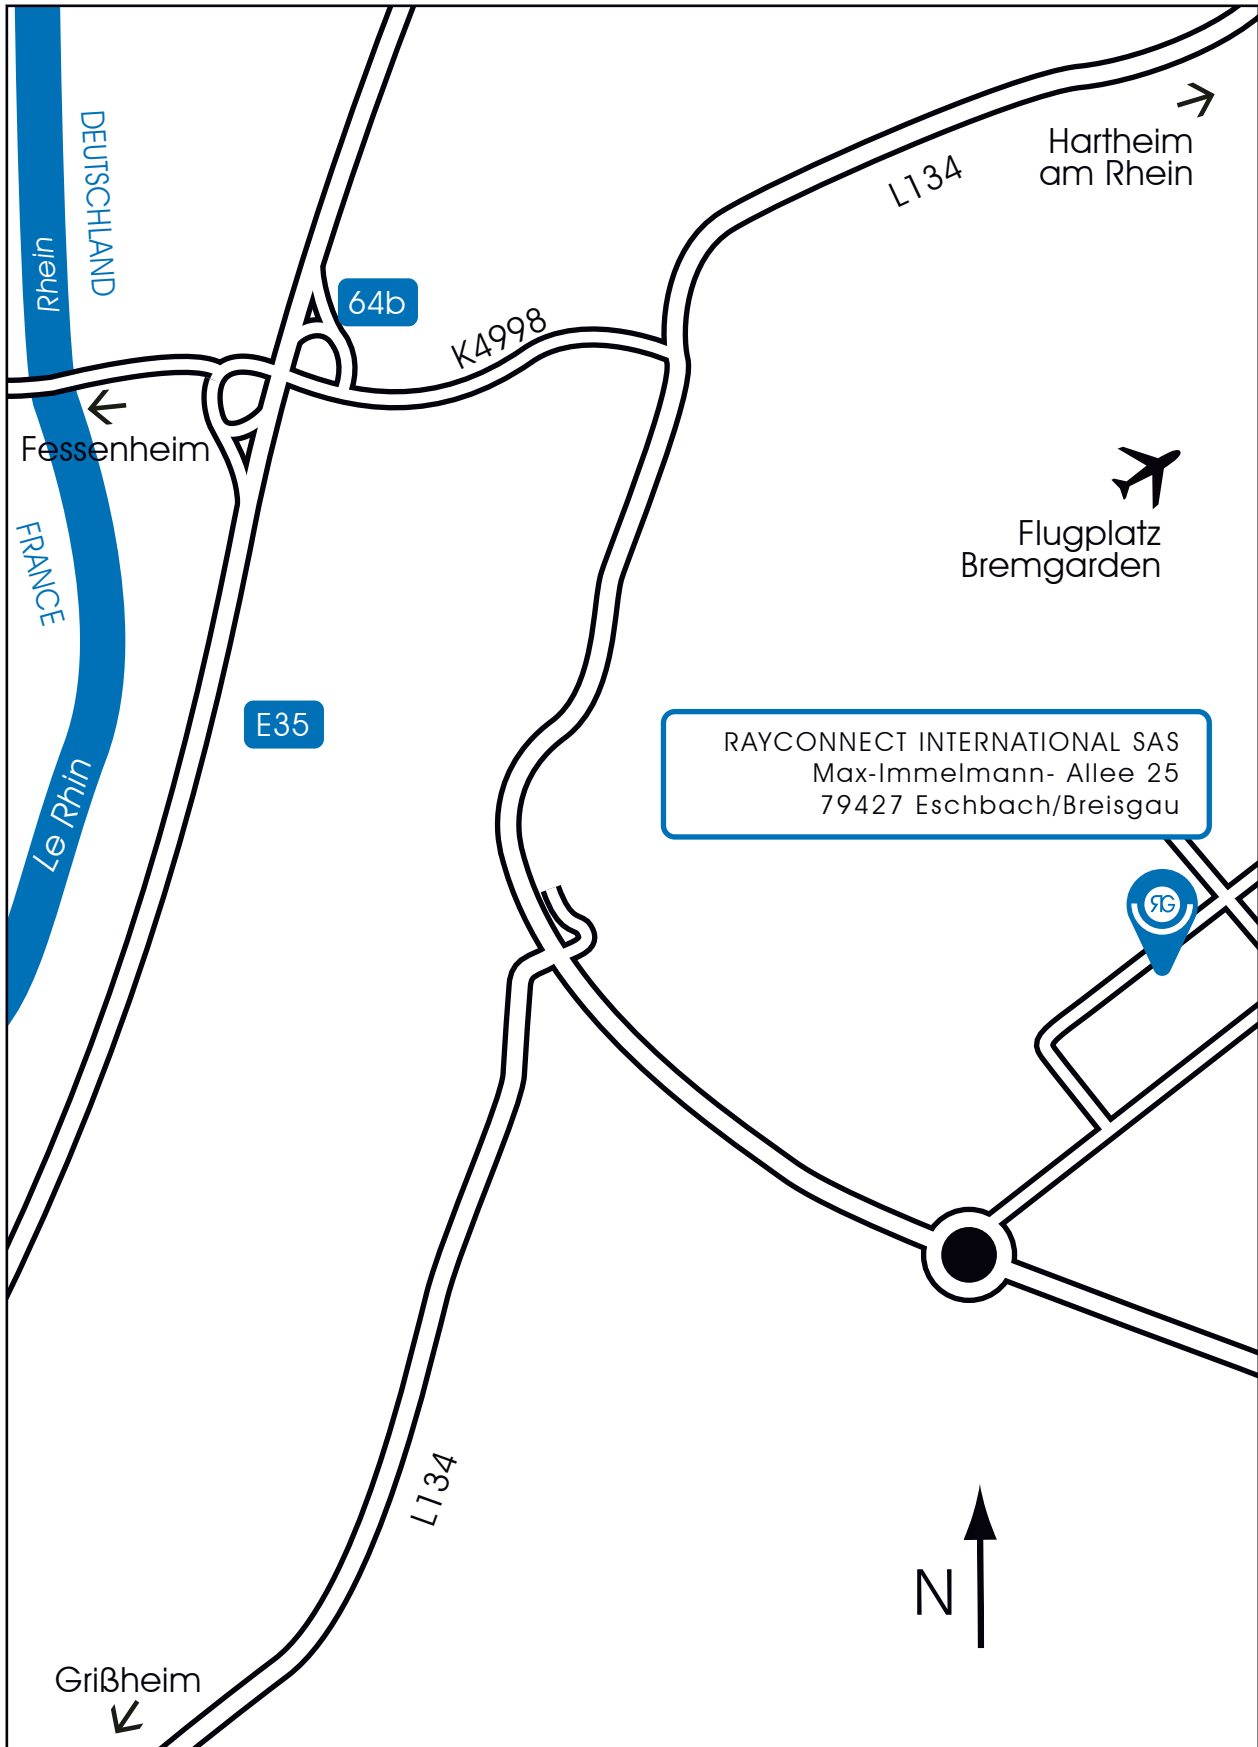 DEUTSCHLAND
Rhein
Hartheim
am Rhein
L134
64b
K4998
Fessenheim
FRANCE
Flugplatz
Bremgarden
E35
RAYCONNECT INTERNATIONAL SAS
Max-Immelmann- Allee 25
79427 Eschbach/Breisgau
Le Rhin
RG
L134
N
Grißheim